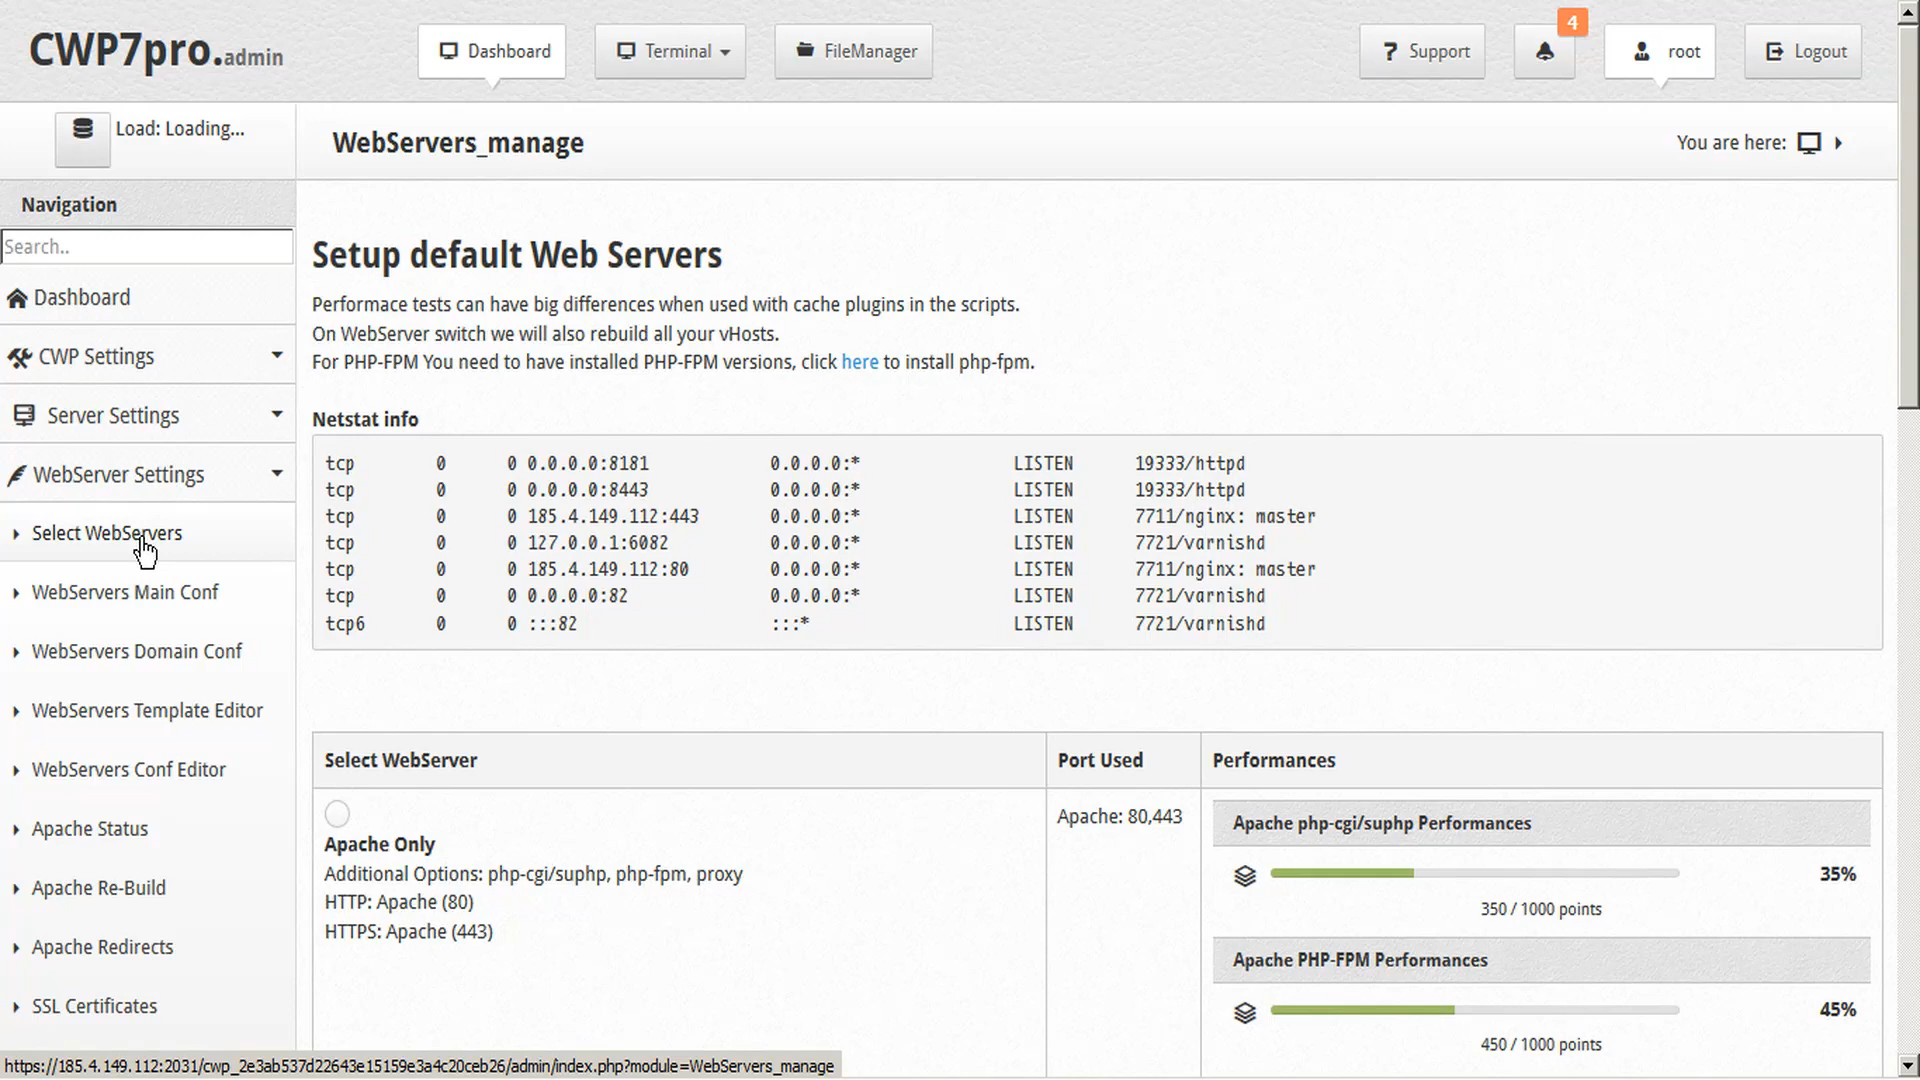 CWP7pro.admin
Dashboard
Terminal
FileManager
4
? Support
root
Logout
Load: Loading...
WebServers_manage
You are here:
Navigation
Search..
Dashboard
CWP Settings
Server Settings
WebServer Settings
Select WebServers
WebServers Main Conf
WebServers Domain Conf
WebServers Template Editor
WebServers Conf Editor
Apache Status
Apache Re-Build
Apache Redirects
SSL Certificates
Setup default Web Servers
Performace tests can have big differences when used with cache plugins in the scripts.
On WebServer switch we will also rebuild all your vHosts.
For PHP-FPM You need to have installed PHP-FPM versions, click here to install php-fpm.
Netstat info
tcp 0 0 0.0.0.0:8181 0.0.0.0:* LISTEN 19333/httpd
tcp 0 0 0.0.0.0:8443 0.0.0.0:* LISTEN 19333/httpd
tcp 0 0 185.4.149.112:443 0.0.0.0:* LISTEN 7711/nginx: master
tcp 0 0 127.0.0.1:6082 0.0.0.0:* LISTEN 7721/varnishd
tcp 0 0 185.4.149.112:80 0.0.0.0:* LISTEN 7711/nginx: master
tcp 0 0 0.0.0.0:82 0.0.0.0:* LISTEN 7721/varnishd
tcp6 0 0 :::82 :::* LISTEN 7721/varnishd
Select WebServer Port Used Performances
Apache Only
Additional Options: php-cgi/suphp, php-fpm, proxy
HTTP: Apache (80)
HTTPS: Apache (443)
Apache: 80,443
Apache php-cgi/suphp Performances
35%
350 / 1000 points
Apache PHP-FPM Performances
45%
450 / 1000 points
https://185.4.149.112:2031/cwp_2e3ab537d22643e15159e3a4c20ceb26/admin/index.php?module=WebServers_manage